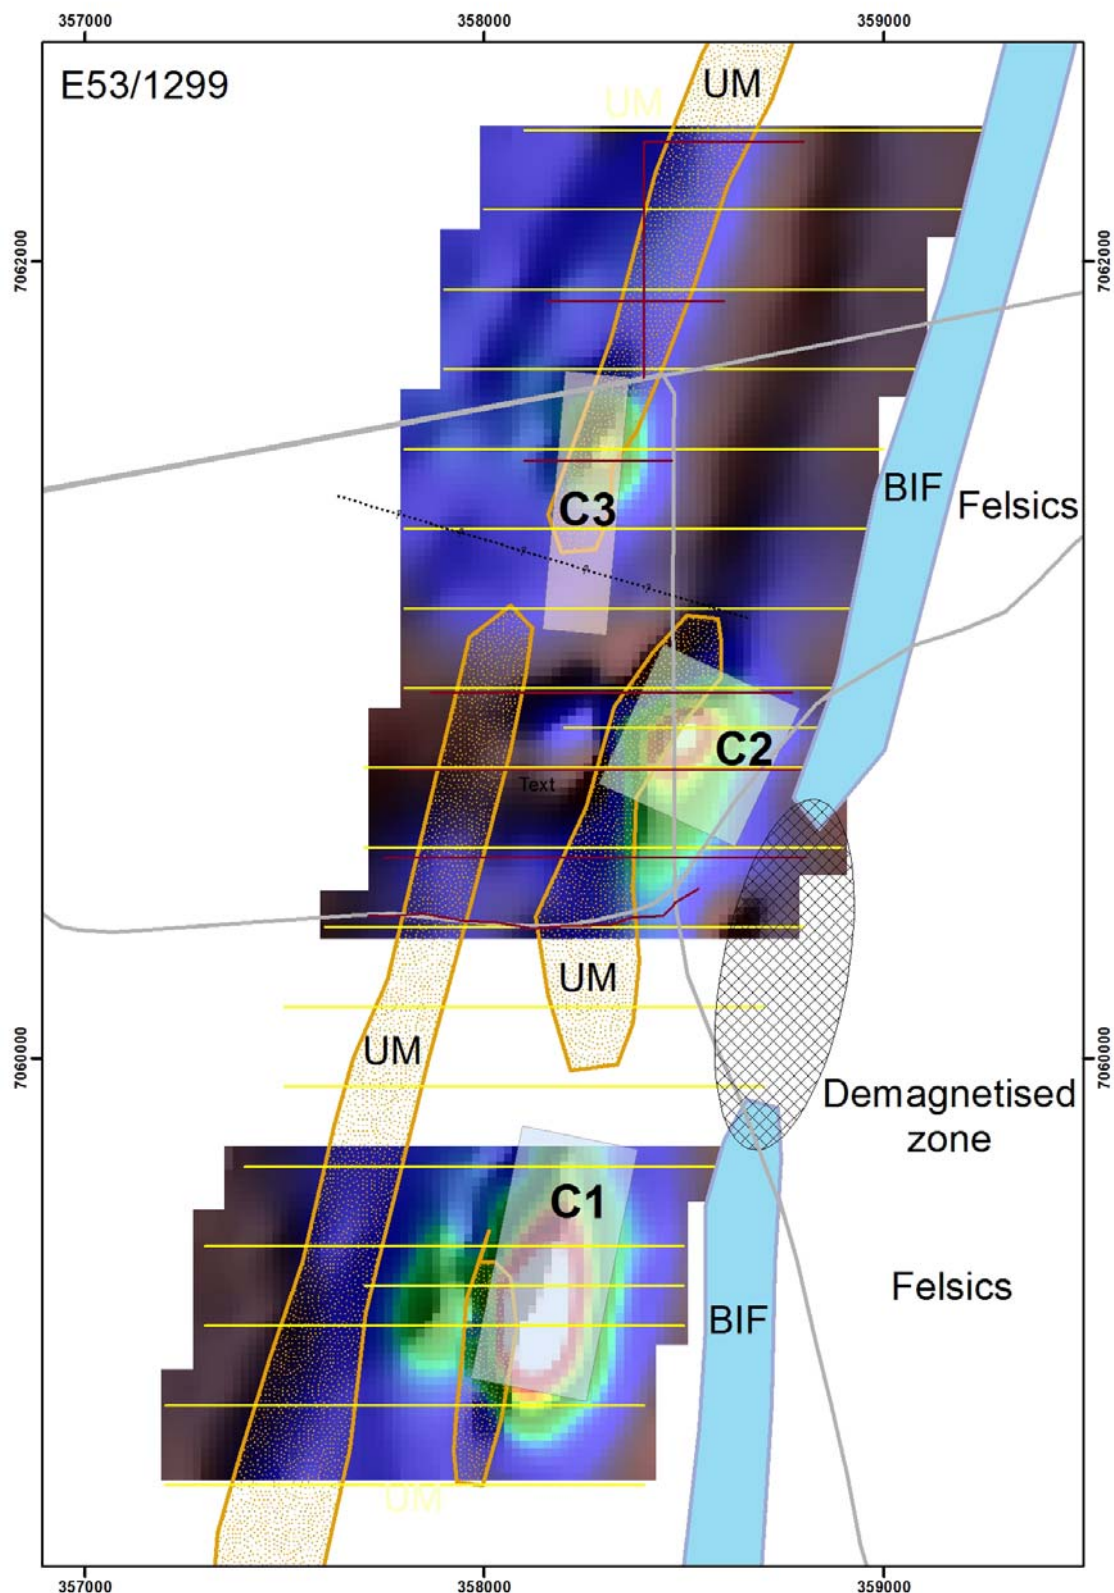 357000
358000
359000
E53/1299
UM
UM
7062000
7062000
BIF
Felsics
C3
C2
Text
UM
UM
7060000
7060000
Demagnetised
zone
C1
Felsics
BIF
UM
357000
358000
359000